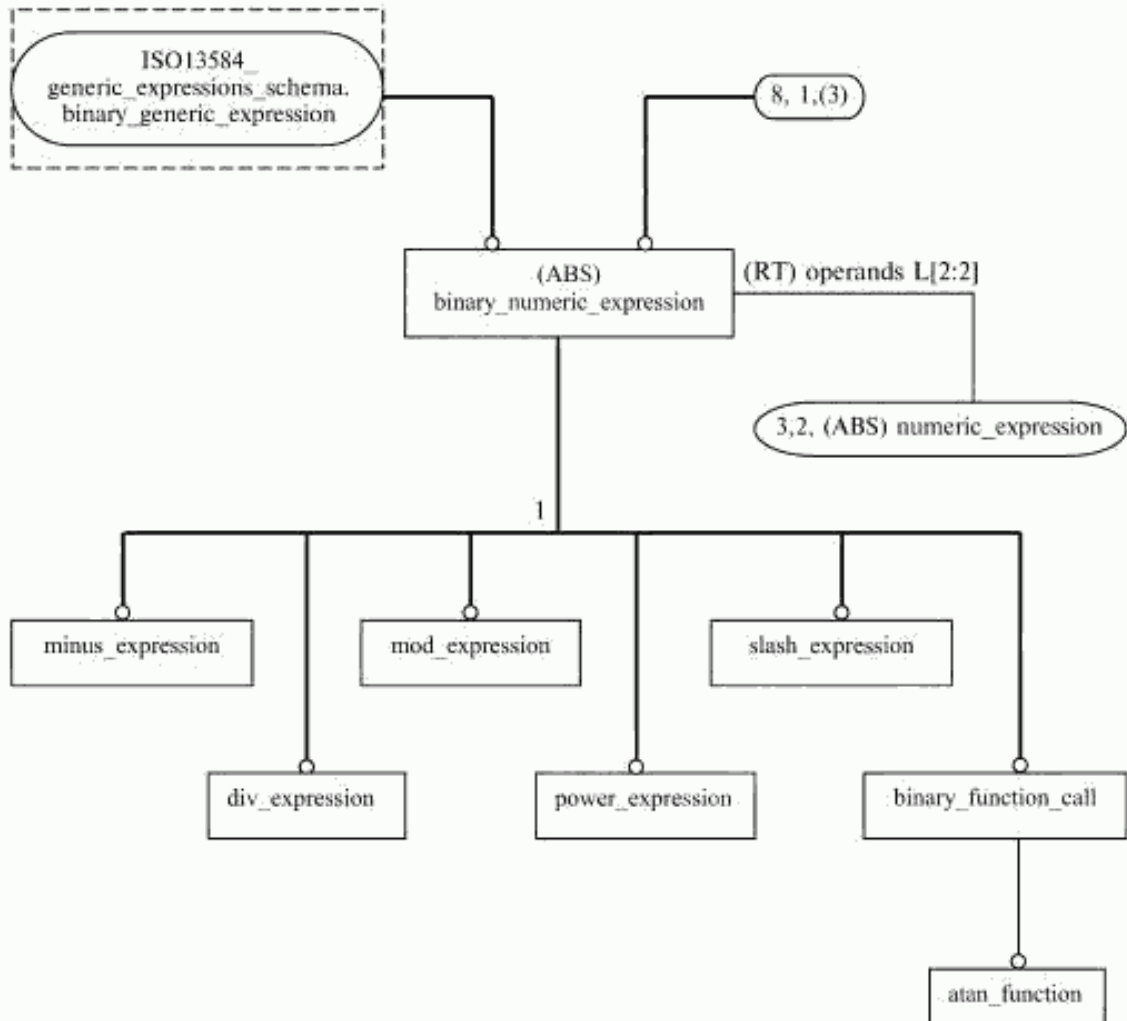 ISO13584_
generic_expressions_schema.
binary_generic_expression
8, 1,(3)
(ABS)
binary_numeric_expression
(RT) operands L[2:2]
3,2, (ABS) numeric_expression
1
minus_expression
mod_expression
slash_expression
div_expression
power_expression
binary_function_call
atan_function